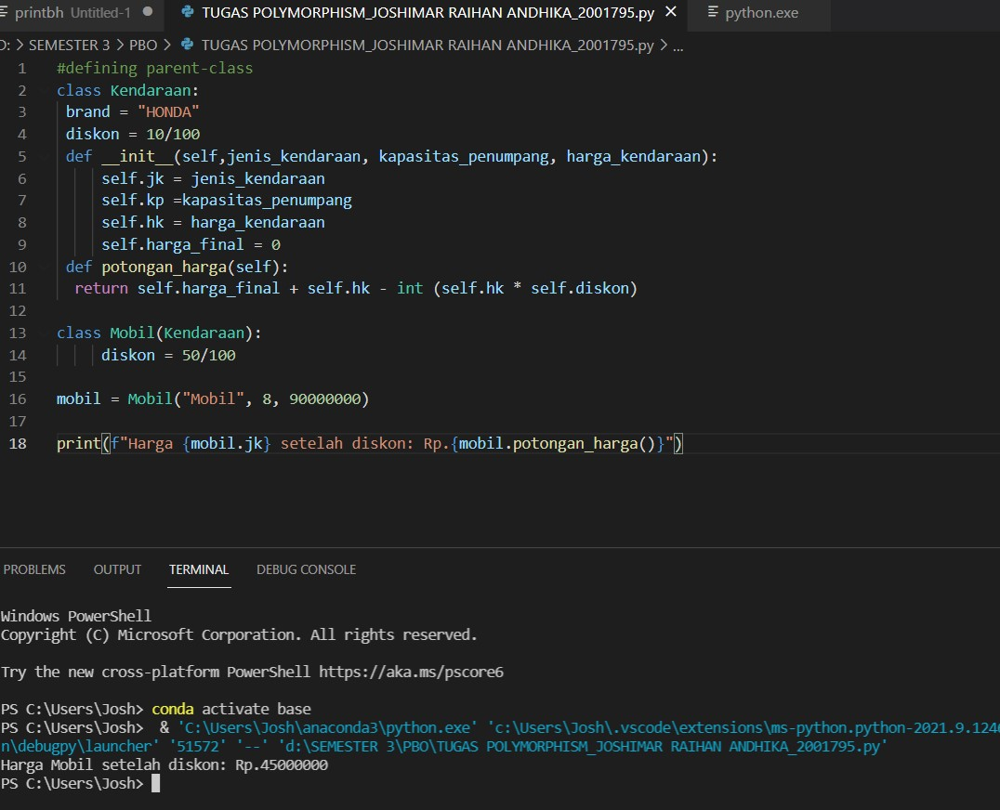 printbh Untitled-1 TUGAS POLYMORPHISM_JOSHIMAR RAIHAN ANDHIKA_2001795.py python.exe
D: > SEMESTER 3 > PBO > TUGAS POLYMORPHISM_JOSHIMAR RAIHAN ANDHIKA_2001795.py > ...
1 #defining parent-class
2 class Kendaraan:
3 brand = "HONDA"
4 diskon = 10/100
5 def __init__(self,jenis_kendaraan, kapasitas_penumpang, harga_kendaraan):
6 self.jk = jenis_kendaraan
7 self.kp =kapasitas_penumpang
8 self.hk = harga_kendaraan
9 self.harga_final = 0
10 def potongan_harga(self):
11 return self.harga_final + self.hk - int (self.hk * self.diskon)
12
13 class Mobil(Kendaraan):
14 diskon = 50/100
15
16 mobil = Mobil("Mobil", 8, 90000000)
17
18 print(f"Harga {mobil.jk} setelah diskon: Rp.{mobil.potongan_harga()}")
PROBLEMS OUTPUT TERMINAL DEBUG CONSOLE
Windows PowerShell
Copyright (C) Microsoft Corporation. All rights reserved.
Try the new cross-platform PowerShell https://aka.ms/pscore6
PS C:\Users\Josh> conda activate base
PS C:\Users\Josh> & 'C:\Users\Josh\anaconda3\python.exe' 'c:\Users\Josh\.vscode\extensions\ms-python.python-2021.9.1246
n\debugpy\launcher' '51572' '--' 'd:\SEMESTER 3\PBO\TUGAS POLYMORPHISM_JOSHIMAR RAIHAN ANDHIKA_2001795.py'
Harga Mobil setelah diskon: Rp.45000000
PS C:\Users\Josh>